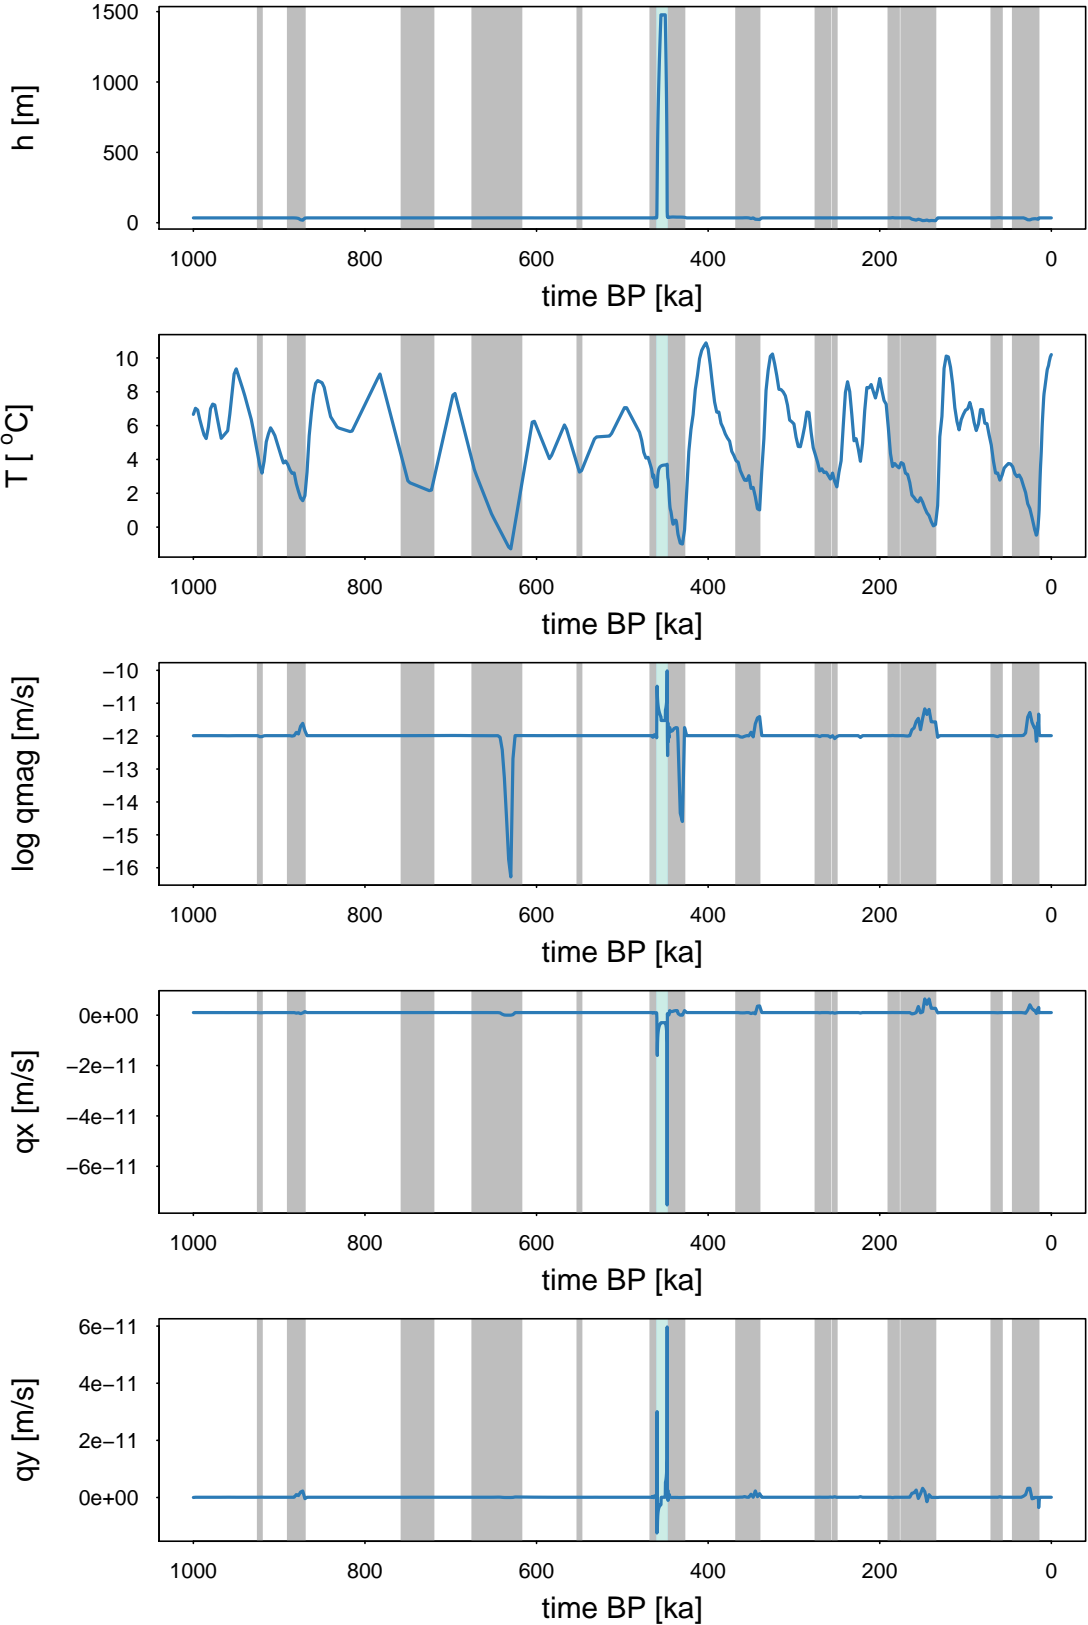 h [m]
1500
1000
500
0
1000 800 600 400 200 0
time BP [ka]
T [ °C]
10
8
6
4
2
0
1000 800 600 400 200 0
time BP [ka]
log qmag [m/s]
−10
−11
−12
−13
−14
−15
−16
1000 800 600 400 200 0
time BP [ka]
qx [m/s]
0e+00
−2e−11
−4e−11
−6e−11
1000 800 600 400 200 0
time BP [ka]
qy [m/s]
6e−11
4e−11
2e−11
0e+00
1000 800 600 400 200 0
time BP [ka]